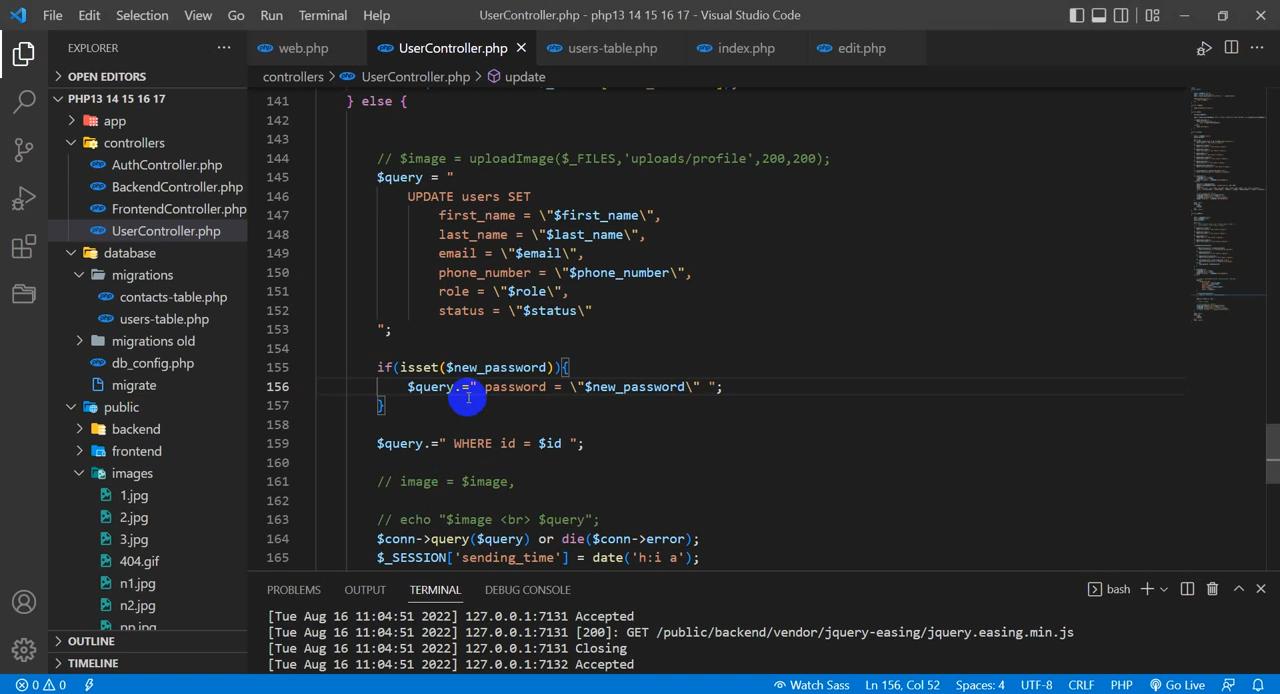 File Edit Selection View Go Run Terminal Help
UserController.php - php13 14 15 16 17 - Visual Studio Code
EXPLORER
OPEN EDITORS
PHP13 14 15 16 17
app
controllers
AuthController.php
BackendController.php
FrontendController.php
UserController.php
database
migrations
contacts-table.php
users-table.php
migrations old
db_config.php
migrate
public
backend
frontend
images
1.jpg
2.jpg
3.jpg
404.gif
n1.jpg
n2.jpg
nn.jpg
OUTLINE
TIMELINE
web.php UserController.php users-table.php index.php edit.php
controllers > UserController.php > update
141 } else {
142
143
144 // $image = uploadImage($_FILES,'uploads/profile',200,200);
145 $query = "
146 UPDATE users SET
147 first_name = \"$first_name\",
148 last_name = \"$last_name\",
149 email = \"$email\",
150 phone_number = \"$phone_number\",
151 role = \"$role\",
152 status = \"$status\"
153 ";
154
155 if(isset($new_password)){
156 $query.=" password = \"$new_password\" ";
157 }
158
159 $query.=" WHERE id = $id ";
160
161 // image = $image,
162
163 // echo "$image <br> $query";
164 $conn->query($query) or die($conn->error);
165 $_SESSION['sending_time'] = date('h:i a');
PROBLEMS OUTPUT TERMINAL DEBUG CONSOLE
bash
[Tue Aug 16 11:04:51 2022] 127.0.0.1:7131 Accepted
[Tue Aug 16 11:04:51 2022] 127.0.0.1:7131 [200]: GET /public/backend/vendor/jquery-easing/jquery.easing.min.js
[Tue Aug 16 11:04:51 2022] 127.0.0.1:7131 Closing
[Tue Aug 16 11:04:51 2022] 127.0.0.1:7132 Accepted
0 0 Watch Sass Ln 156, Col 52 Spaces: 4 UTF-8 CRLF PHP Go Live